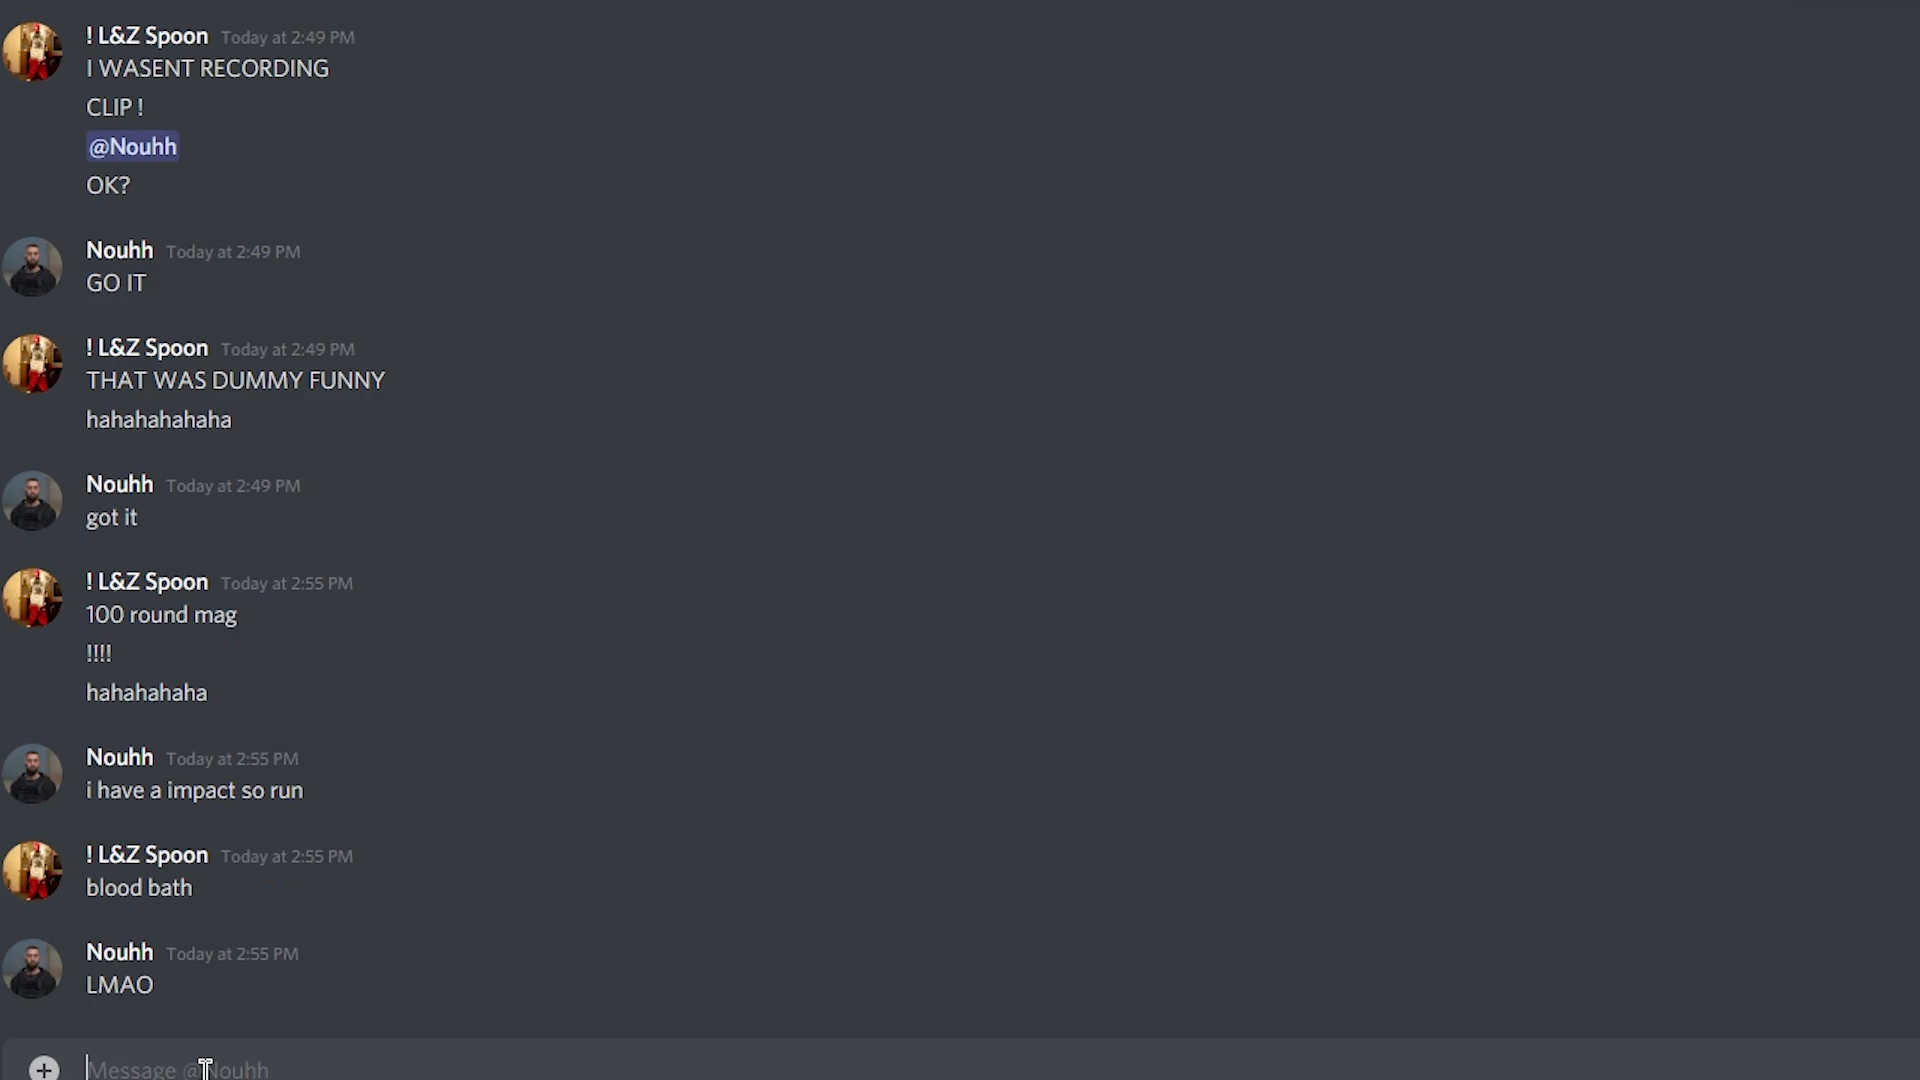 ! L&Z Spoon Today at 2:49 PM
I WASENT RECORDING
CLIP !
@Nouhh
OK?
Nouhh Today at 2:49 PM
GO IT
! L&Z Spoon Today at 2:49 PM
THAT WAS DUMMY FUNNY
hahahahahaha
Nouhh Today at 2:49 PM
got it
! L&Z Spoon Today at 2:55 PM
100 round mag
!!!!
hahahahaha
Nouhh Today at 2:55 PM
i have a impact so run
! L&Z Spoon Today at 2:55 PM
blood bath
Nouhh Today at 2:55 PM
LMAO
Message @Nouhh